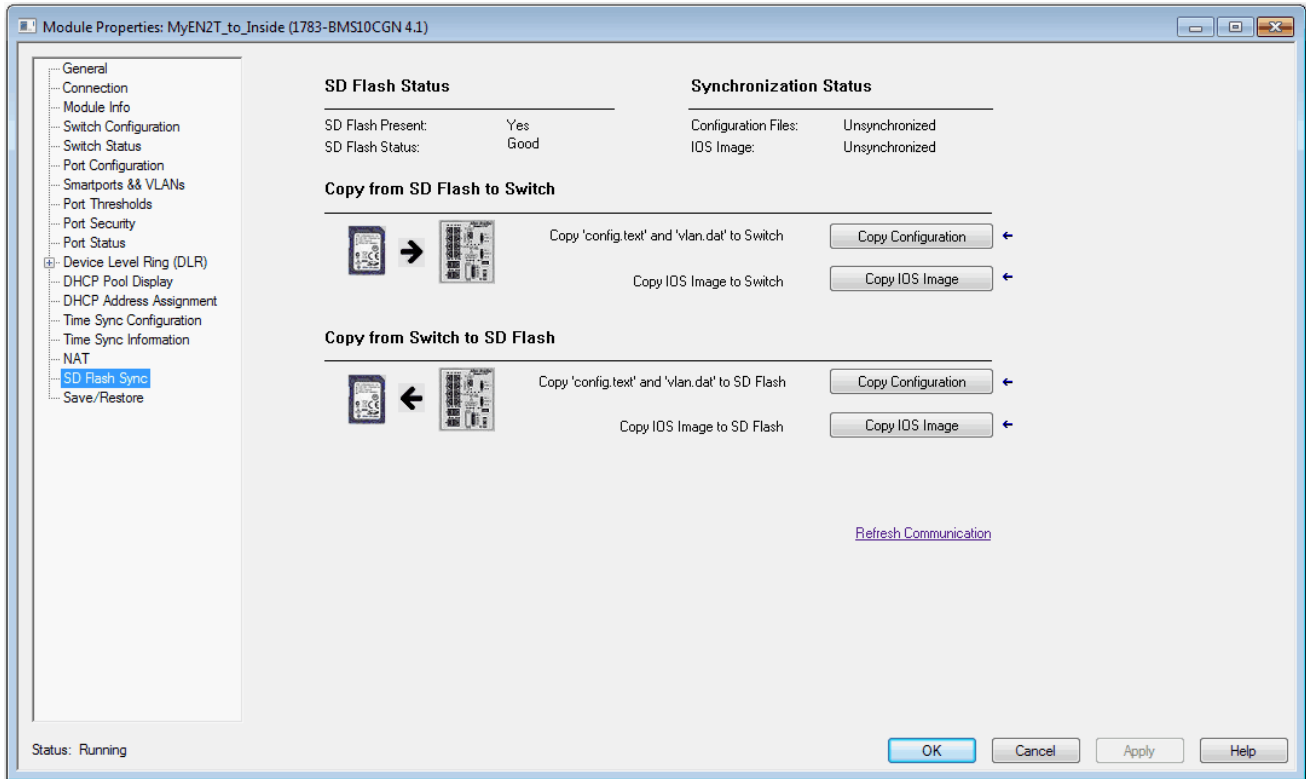 Module Properties: MyEN2T_to_Inside (1783-BMS10CGN 4.1)
General
Connection
Module Info
Switch Configuration
Switch Status
Port Configuration
Smartports && VLANs
Port Thresholds
Port Security
Port Status
Device Level Ring (DLR)
DHCP Pool Display
DHCP Address Assignment
Time Sync Configuration
Time Sync Information
NAT
SD Flash Sync
Save/Restore
SD Flash Status
SD Flash Present: Yes
SD Flash Status: Good
Synchronization Status
Configuration Files: Unsynchronized
IOS Image: Unsynchronized
Copy from SD Flash to Switch
Copy 'config.text' and 'vlan.dat' to Switch Copy Configuration
Copy IOS Image to Switch Copy IOS Image
Copy from Switch to SD Flash
Copy 'config.text' and 'vlan.dat' to SD Flash Copy Configuration
Copy IOS Image to SD Flash Copy IOS Image
Refresh Communication
Status: Running
OK Cancel Apply Help